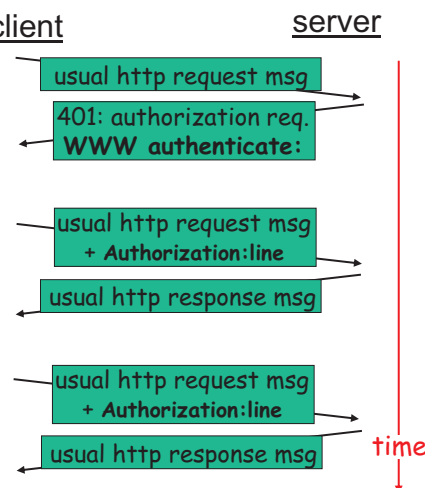 client
server
usual http request msg
401: authorization req.
WWW authenticate:
usual http request msg
+ Authorization:line
usual http response msg
usual http request msg
+ Authorization:line
usual http response msg
time